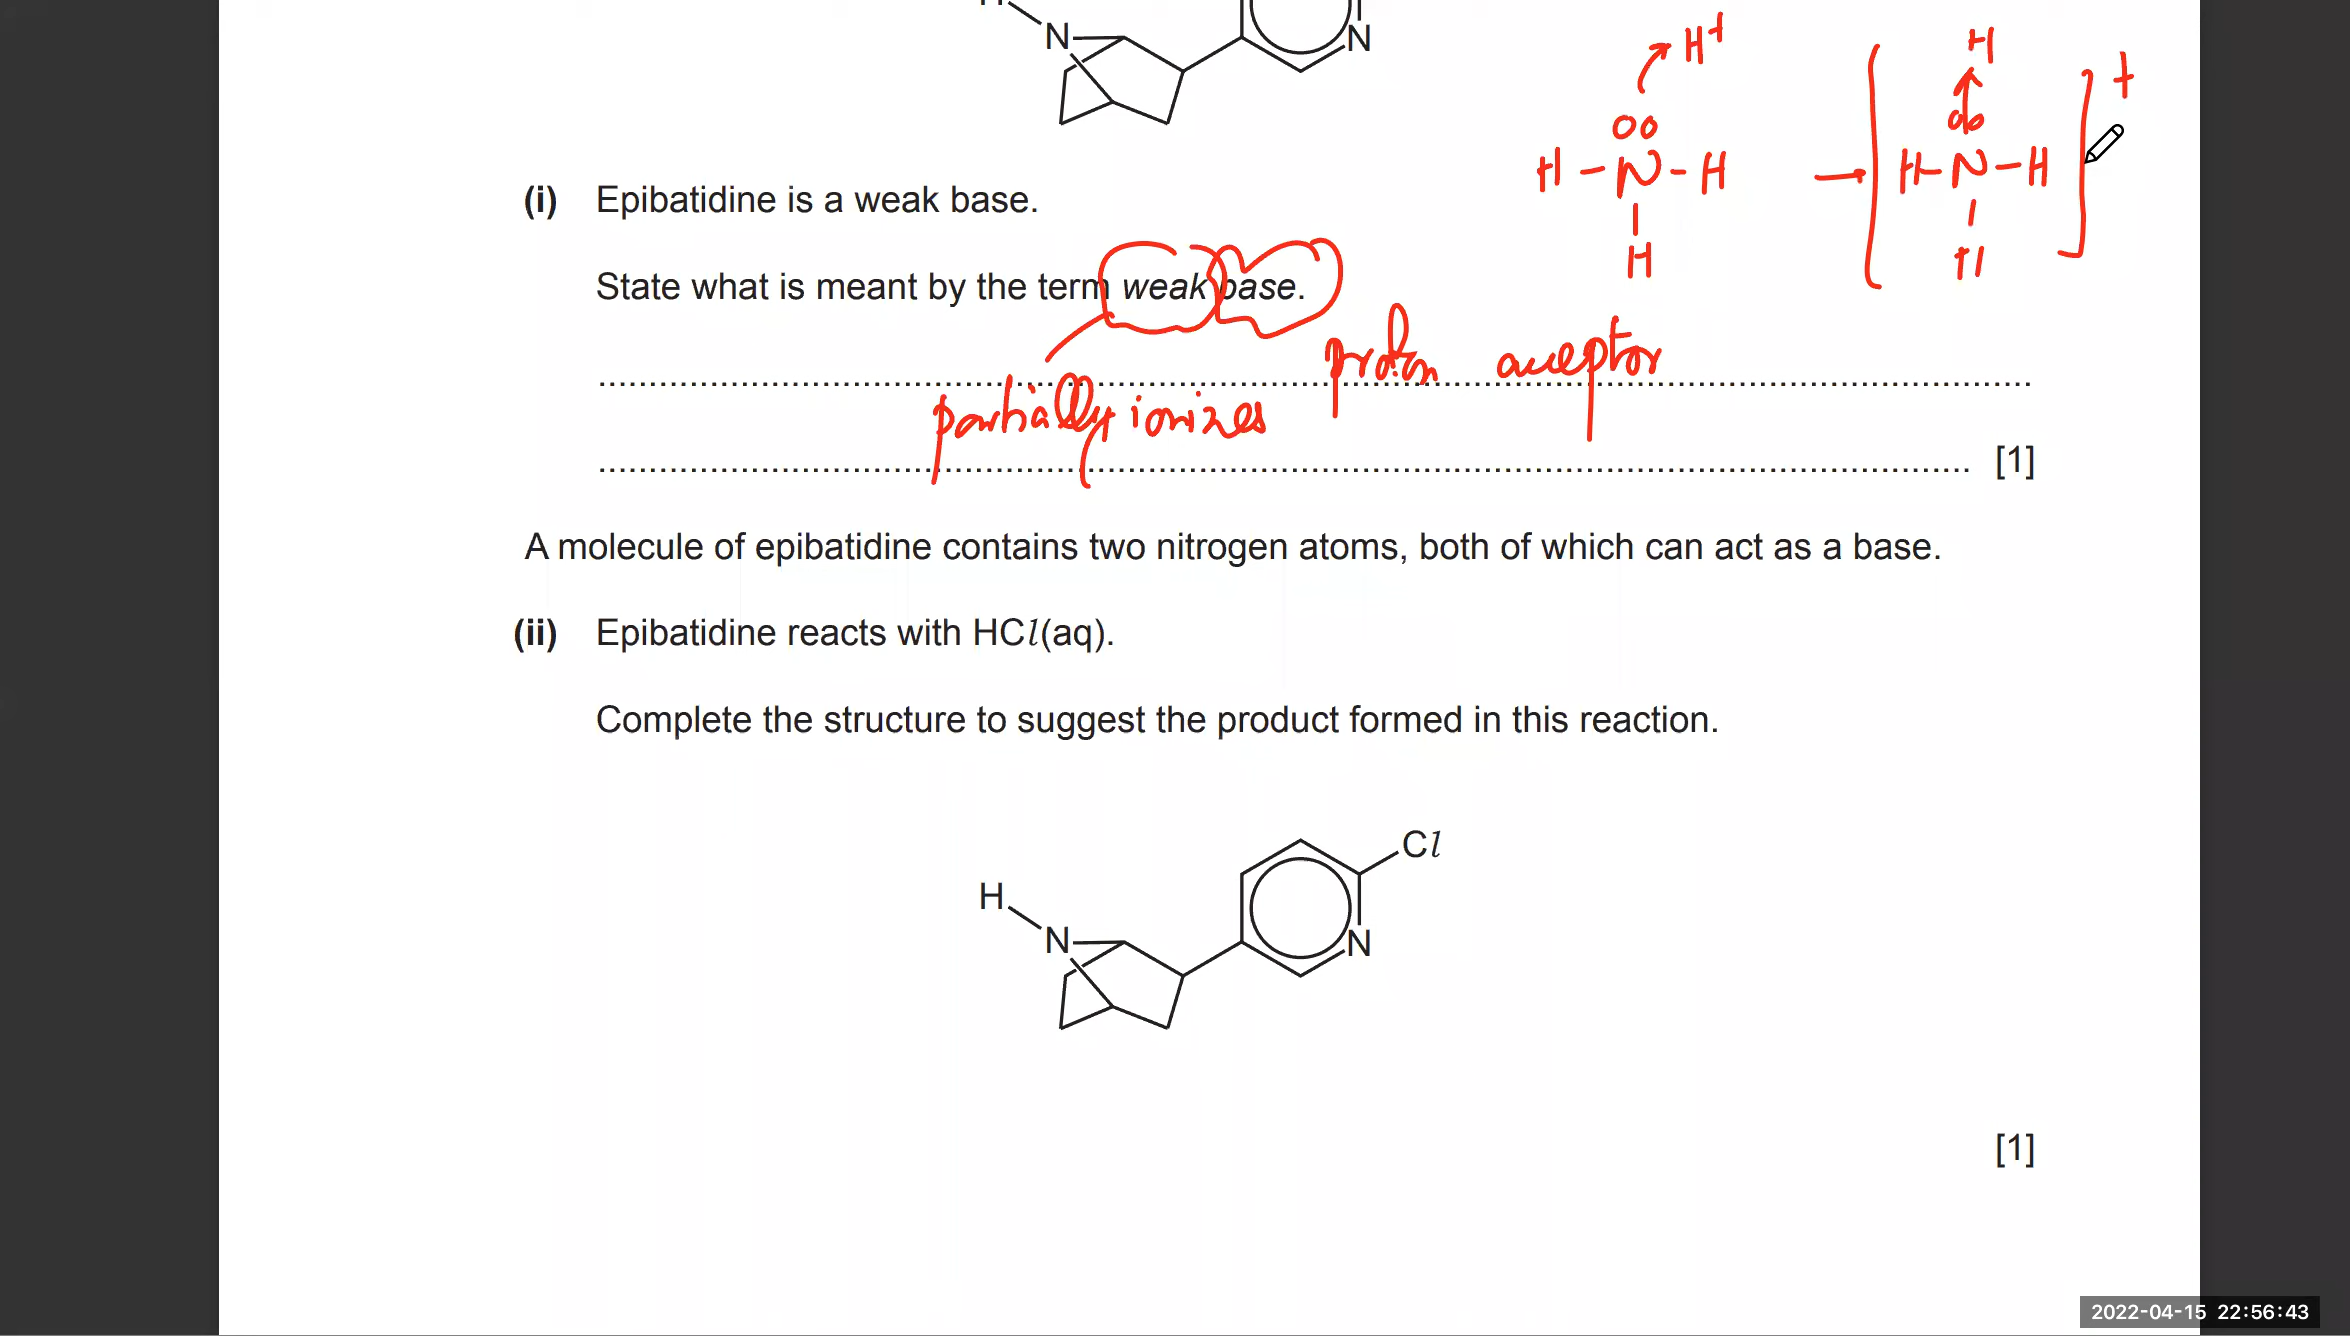 N
N
H+
H
+
oo
H - N - H
→
H - N - H
H
H
(i) Epibatidine is a weak base.
State what is meant by the term weak base.
proton acceptor
partially ionizes
[1]
A molecule of epibatidine contains two nitrogen atoms, both of which can act as a base.
(ii) Epibatidine reacts with HCl(aq).
Complete the structure to suggest the product formed in this reaction.
Cl
H
N
N
[1]
2022-04-15 22:56:43